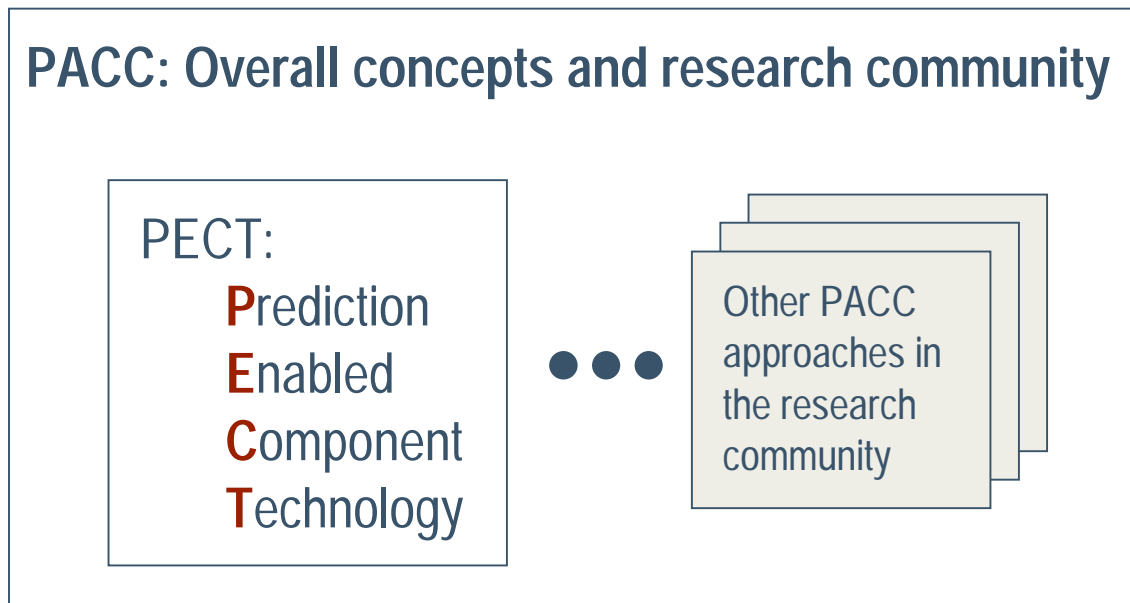 PACC: Overall concepts and research community
PECT:
Prediction
Enabled
Component
Technology
Other PACC
approaches in
the research
community